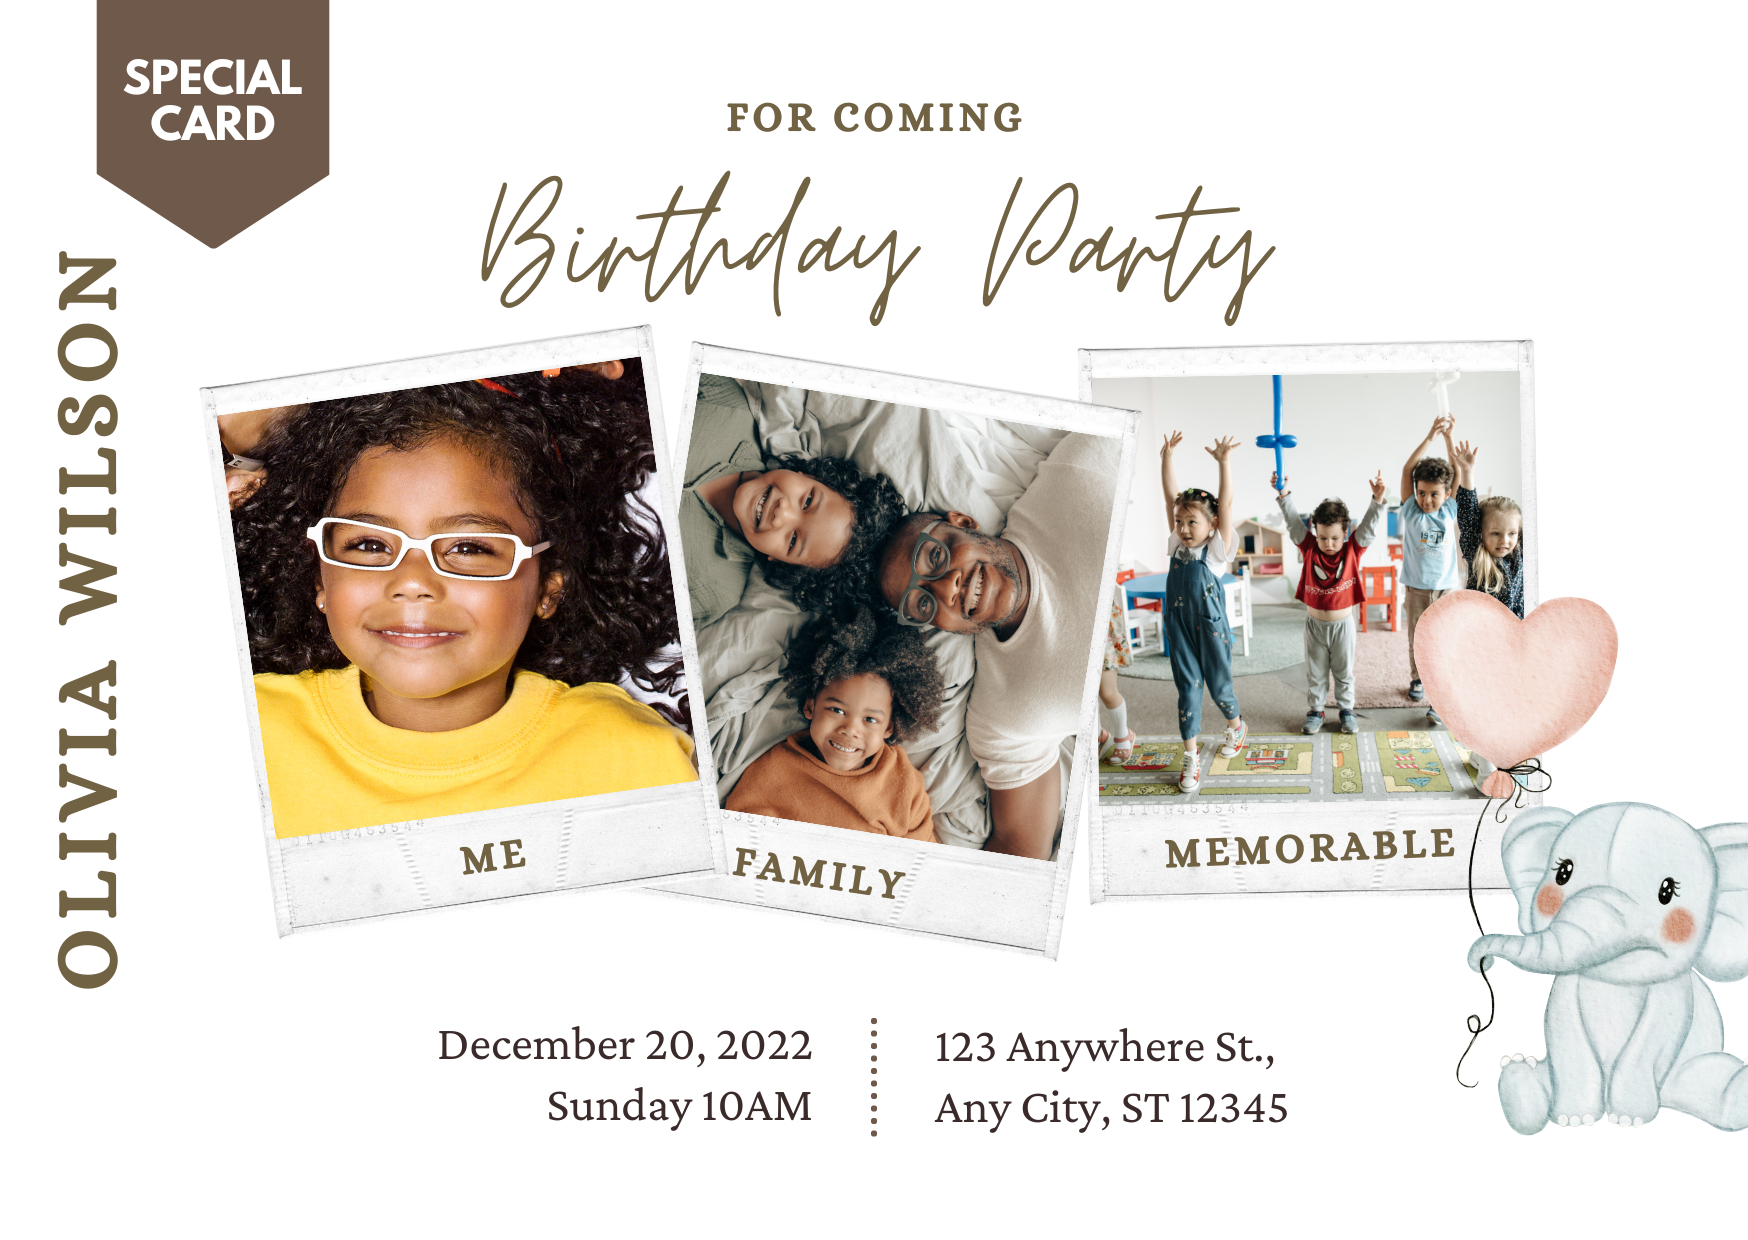 SPECIAL
CARD
FOR COMING
Birthday Party
OLIVIA WILSON
ME
FAMILY
MEMORABLE
December 20, 2022
Sunday 10AM
123 Anywhere St.,
Any City, ST 12345